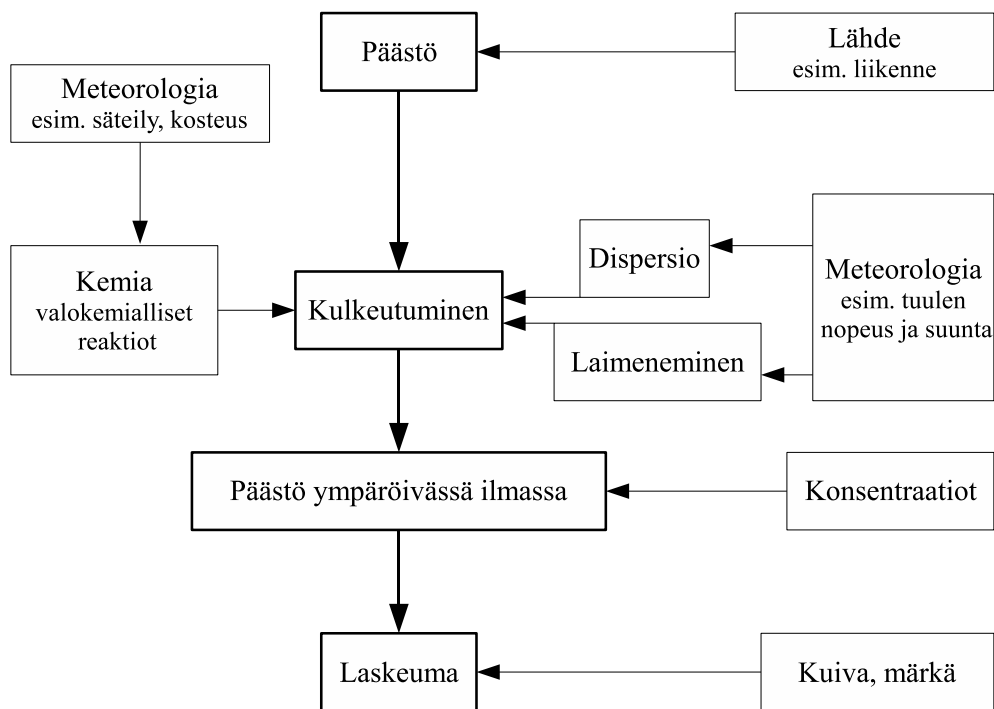 Päästö
Lähde
esim. liikenne
Meteorologia
esim. säteily, kosteus
Dispersio
Meteorologia
esim. tuulen
nopeus ja suunta
Kemia
valokemialliset
reaktiot
Kulkeutuminen
Laimeneminen
Päästö ympäröivässä ilmassa
Konsentraatiot
Laskeuma
Kuiva, märkä